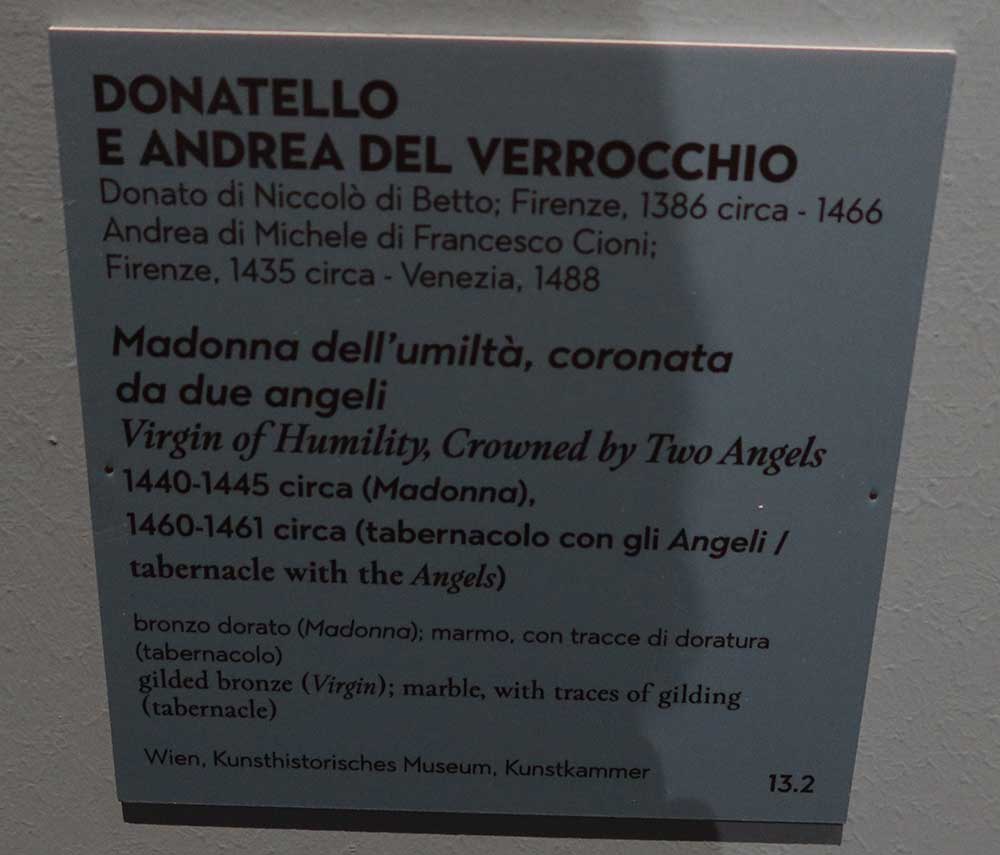 DONATELLO
E ANDREA DEL VERROCCHIO
Donato di Niccolò di Betto; Firenze, 1386 circa - 1466
Andrea di Michele di Francesco Cioni;
Firenze, 1435 circa - Venezia, 1488
Madonna dell'umiltà, coronata
da due angeli
Virgin of Humility, Crowned by Two Angels
1440-1445 circa (Madonna),
1460-1461 circa (tabernacolo con gli Angeli /
tabernacle with the Angels)
bronzo dorato (Madonna); marmo, con tracce di doratura
(tabernacolo)
gilded bronze (Virgin); marble, with traces of gilding
(tabernacle)
Wien, Kunsthistorisches Museum, Kunstkammer
13.2